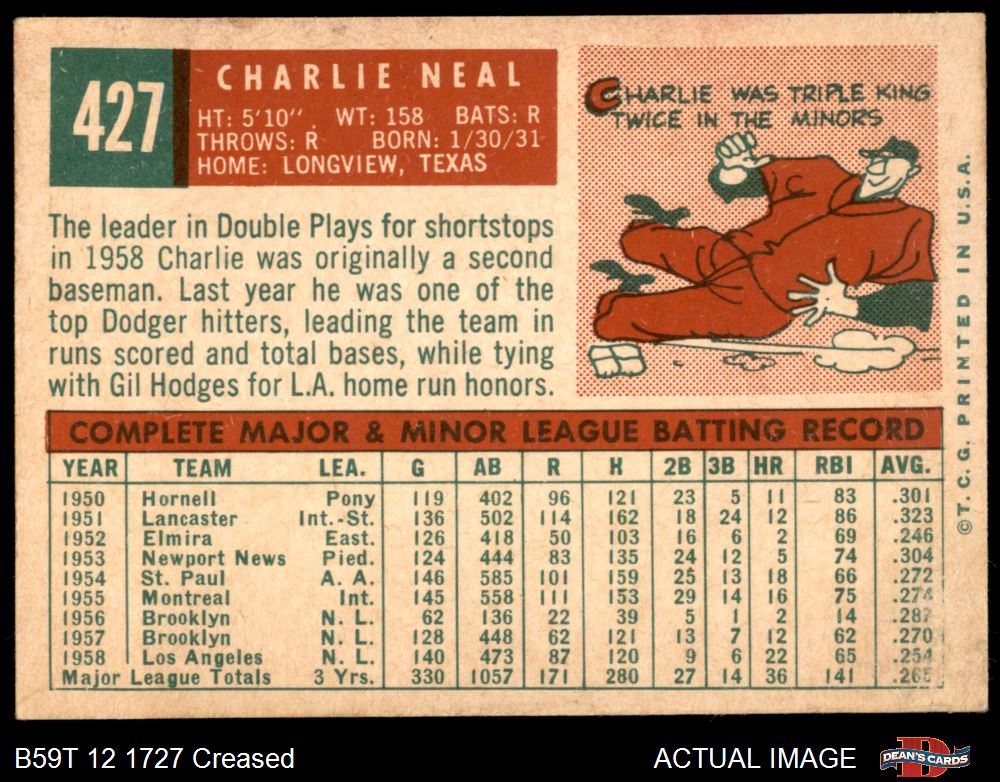 427
CHARLIE NEAL
HT: 5'10". WT: 158 BATS: R
THROWS: R BORN: 1/30/31
HOME: LONGVIEW, TEXAS
CHARLIE WAS TRIPLE KING
TWICE IN THE MINORS
The leader in Double Plays for shortstops
in 1958 Charlie was originally a second
baseman. Last year he was one of the
top Dodger hitters, leading the team in
runs scored and total bases, while tying
with Gil Hodges for L.A. home run honors.
COMPLETE MAJOR & MINOR LEAGUE BATTING RECORD
YEAR TEAM LEA. G AB R H 2B 3B HR RBI AVG.
1950 Hornell Pony 119 402 96 121 23 5 11 83 .301
1951 Lancaster Int.-St. 136 502 114 162 18 24 12 86 .323
1952 Elmira East. 126 418 50 103 16 6 2 69 .246
1953 Newport News Pied. 124 444 83 135 24 12 5 74 .304
1954 St. Paul A. A. 146 585 101 159 25 13 18 66 .272
1955 Montreal Int. 145 558 111 153 29 14 16 75 .274
1956 Brooklyn N. L. 62 136 22 39 5 1 2 14 .287
1957 Brooklyn N. L. 128 448 62 121 13 7 12 62 .270
1958 Los Angeles N. L. 140 473 87 120 9 6 22 65 .254
Major League Totals 3 Yrs. 330 1057 171 280 27 14 36 141 .265
©T.C.G. PRINTED IN U.S.A.
B59T 12 1727 Creased
ACTUAL IMAGE
DEAN'S CARDS